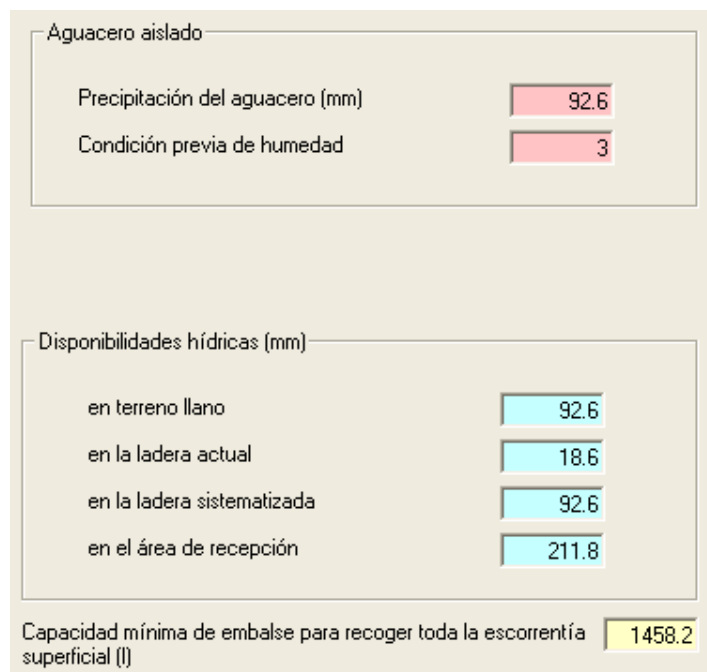 Aguacero aislado
Precipitación del aguacero (mm) 92.6
Condición previa de humedad 3
Disponibilidades hídricas (mm)
en terreno llano 92.6
en la ladera actual 18.6
en la ladera sistematizada 92.6
en el área de recepción 211.8
Capacidad mínima de embalse para recoger toda la escorrentía 1458.2
superficial (l)